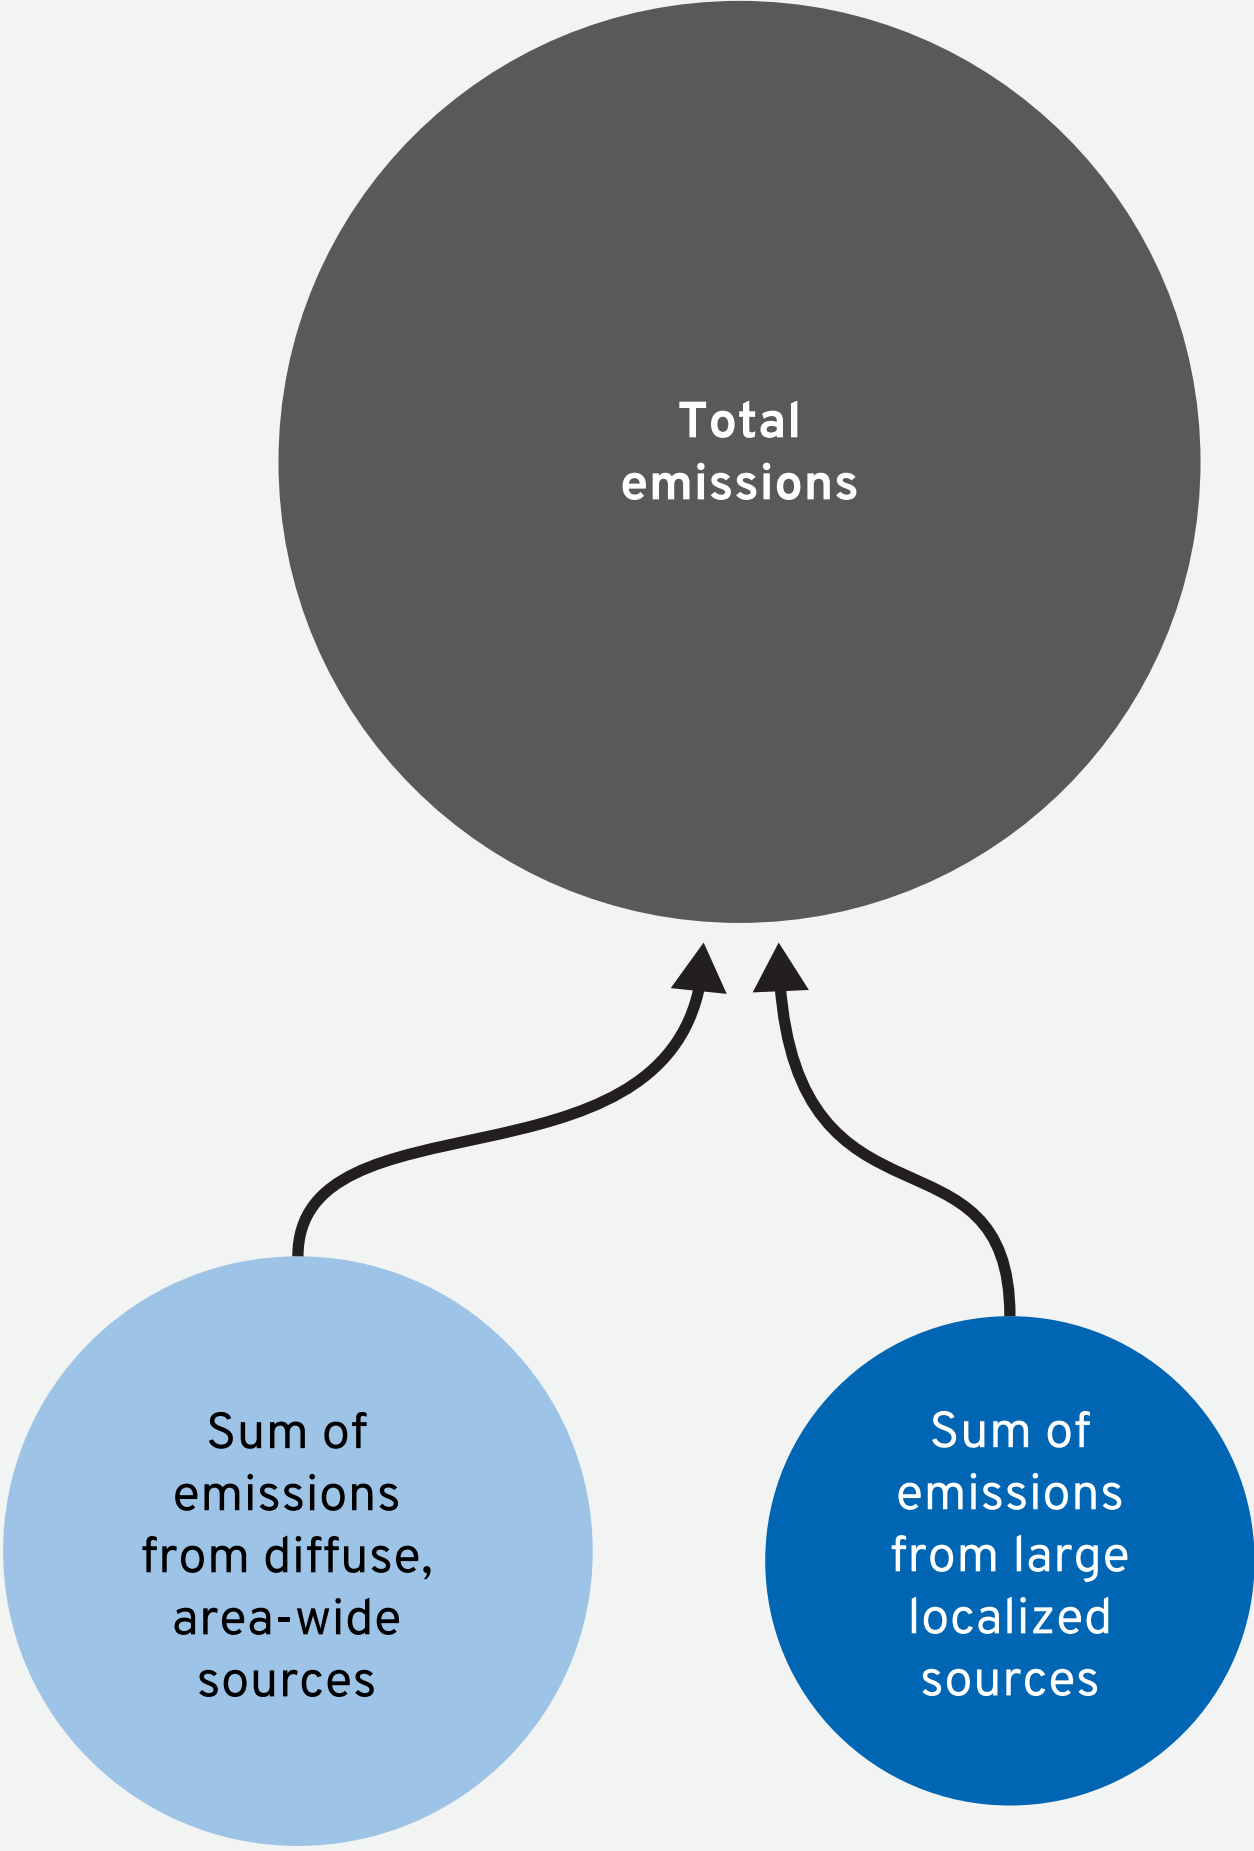 Total
emissions
Sum of
emissions
from diffuse,
area-wide
sources
Sum of
emissions
from large
localized
sources